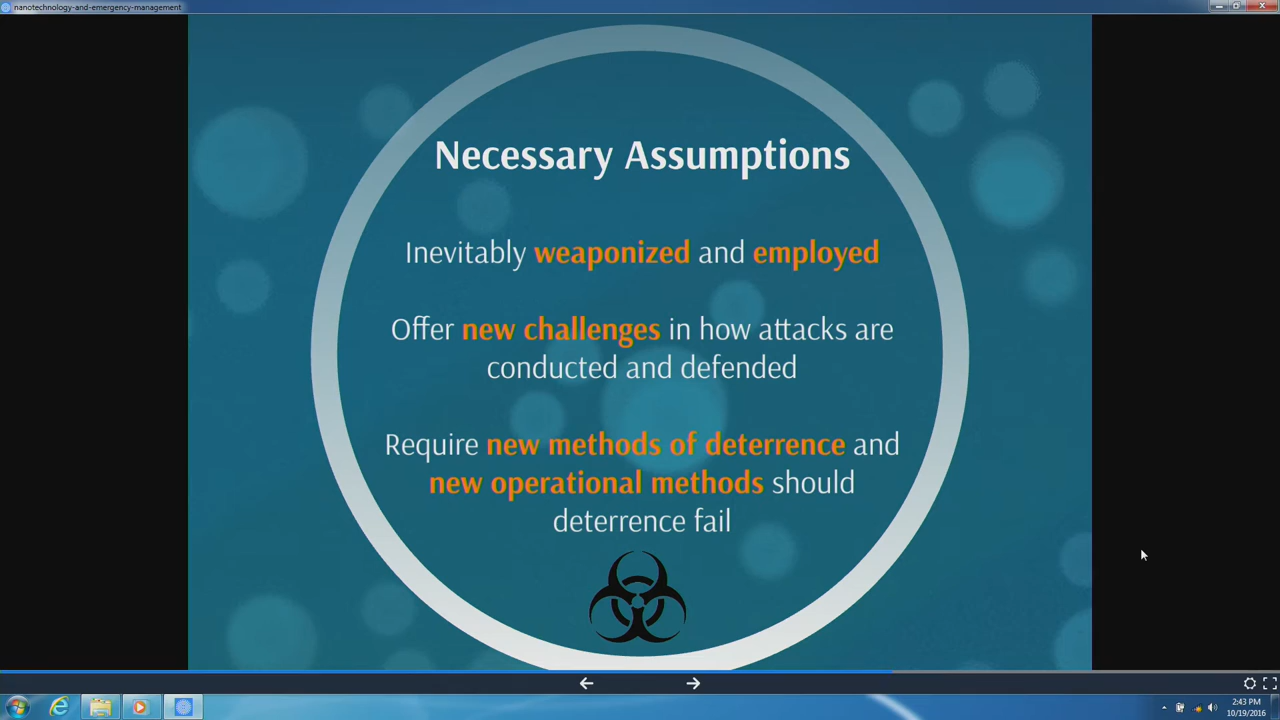 nanotechnology-and-emergency-management
Necessary Assumptions
Inevitably weaponized and employed
Offer new challenges in how attacks are
conducted and defended
Require new methods of deterrence and
new operational methods should
deterrence fail
2:43 PM
10/19/2016